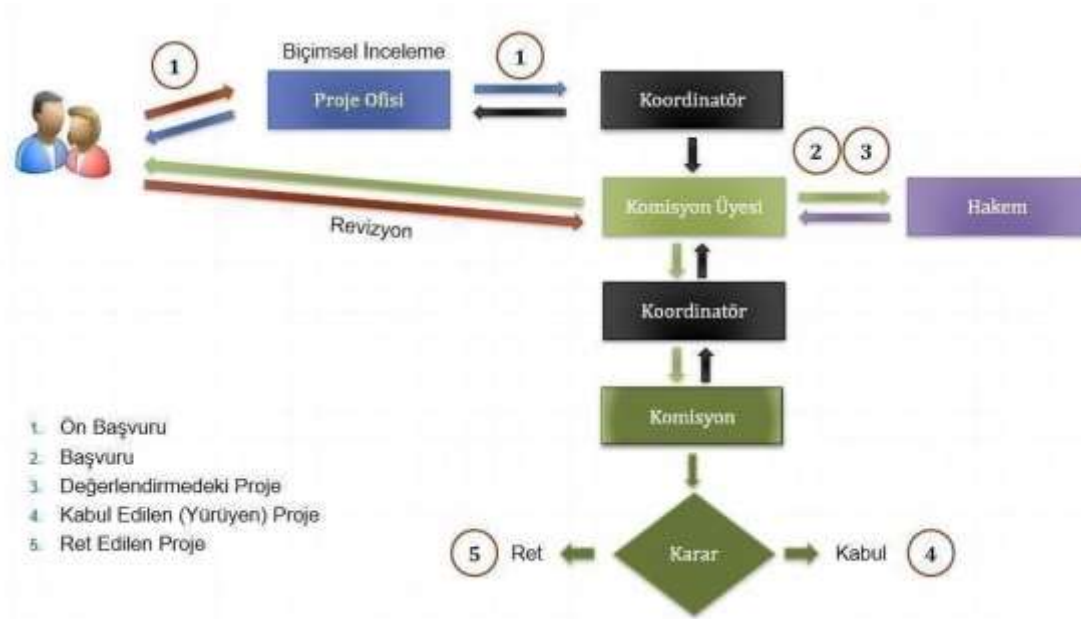 Biçimsel İnceleme
1
1
Proje Ofisi
Koordinatör
2
3
Komisyon Üyesi
Hakem
Revizyon
Koordinatör
Komisyon
1. Ön Başvuru
2. Başvuru
3. Değerlendirmedeki Proje
4. Kabul Edilen (Yürüyen) Proje
5. Ret Edilen Proje
5
Ret
Karar
Kabul
4